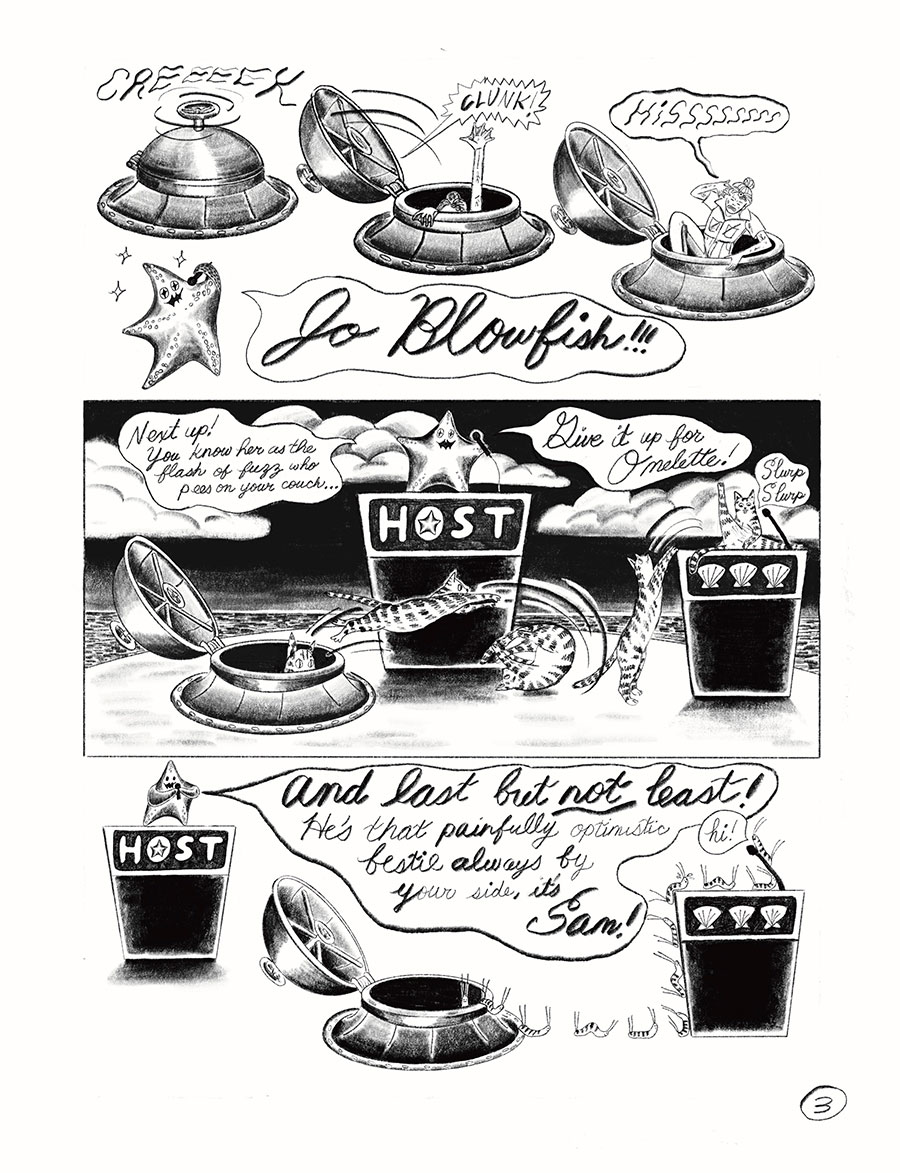 CREEEEK
CLUNK!
HiSSSSSSSSS
Jo Blowfish!!!
Next up!
You know her as the
flash of fuzz who
pees on your couch...
Give it up for
Omelette!
Slurp
Slurp
HOST
and last but not least!
He's that painfully optimistic
bestie always by
your side, it's
Sam!
hi!
HOST
3